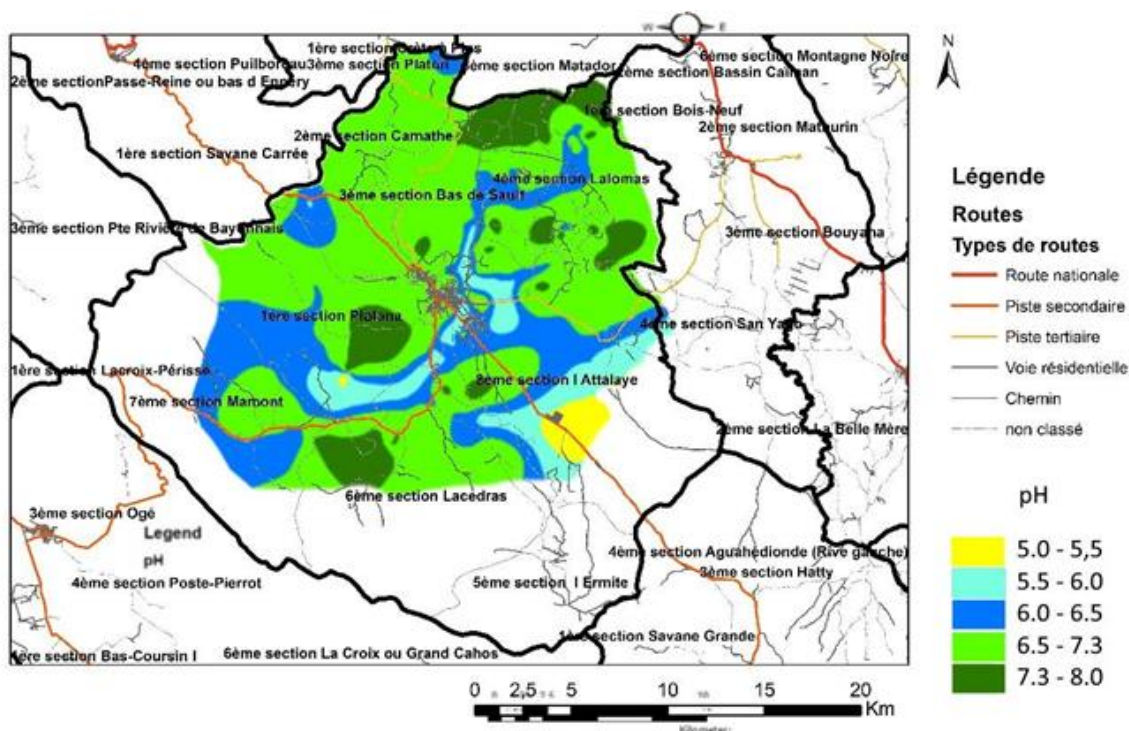 W E
N
1ère section Crête à Pins
4ème section Puilboreau
3ème section Platon
3ème section Matador
6ème section Montagne Noire
2ème section Bassin Caïman
2ème sectionPasse-Reine ou bas d Ennery
1ère section Bois-Neuf
2ème section Camathe
2ème section Mataurin
1ère section Savane Carrée
4ème section Lalomas
3ème section Bas de Sault
3ème section Pte Rivière de Bayonnais
3ème section Bouyaha
1ère section Platana
4ème section San Yago
1ère section Lacroix-Périsse
8ème section l Attalaye
7ème section Mamont
2ème section La Belle Mère
6ème section Lacedras
3ème section Ogé
Legend
pH
4ème section Aguahédionde (Rive gauche)
3ème section Hatty
4ème section Poste-Pierrot
5ème section l Ermite
1ère section Savane Grande
1ère section Bas-Coursin I
6ème section La Croix ou Grand Cahos
Légende
Routes
Types de routes
Route nationale
Piste secondaire
Piste tertiaire
Voie résidentielle
Chemin
non classé
pH
5.0 - 5,5
5.5 - 6.0
6.0 - 6.5
6.5 - 7.3
7.3 - 8.0
0 2,5 5 10 15 20
Km